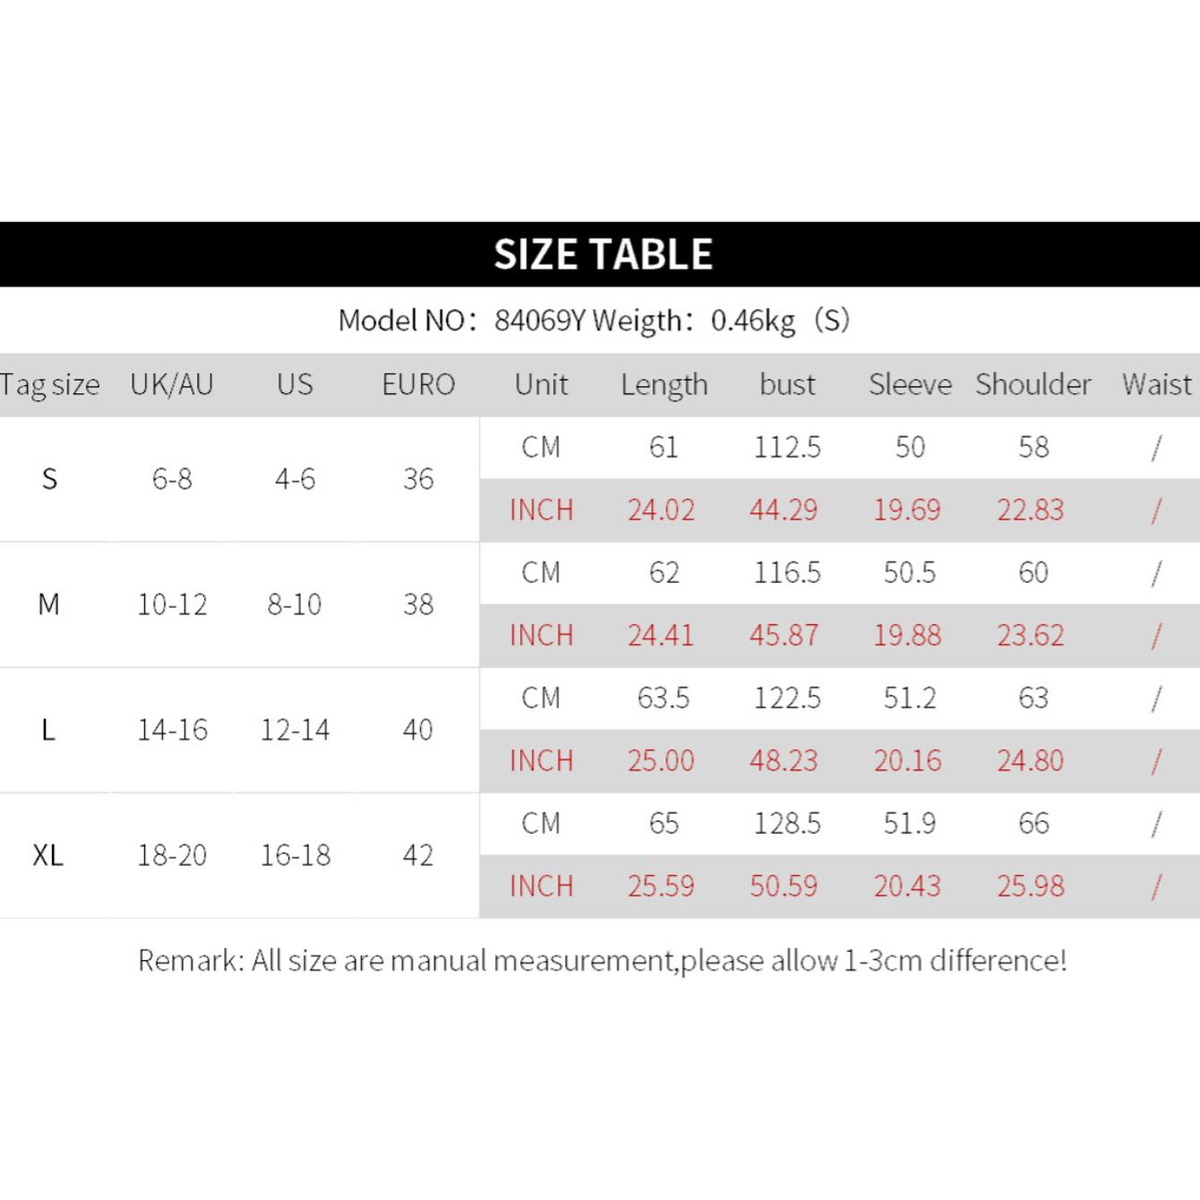 SIZE TABLE
Model NO： 84069Y Weigth： 0.46kg（S）
Tag size UK/AU US EURO Unit Length bust Sleeve Shoulder Waist
S 6-8 4-6 36 CM 61 112.5 50 58 /
INCH 24.02 44.29 19.69 22.83 /
M 10-12 8-10 38 CM 62 116.5 50.5 60 /
INCH 24.41 45.87 19.88 23.62 /
L 14-16 12-14 40 CM 63.5 122.5 51.2 63 /
INCH 25.00 48.23 20.16 24.80 /
XL 18-20 16-18 42 CM 65 128.5 51.9 66 /
INCH 25.59 50.59 20.43 25.98 /
Remark: All size are manual measurement,please allow 1-3cm difference!